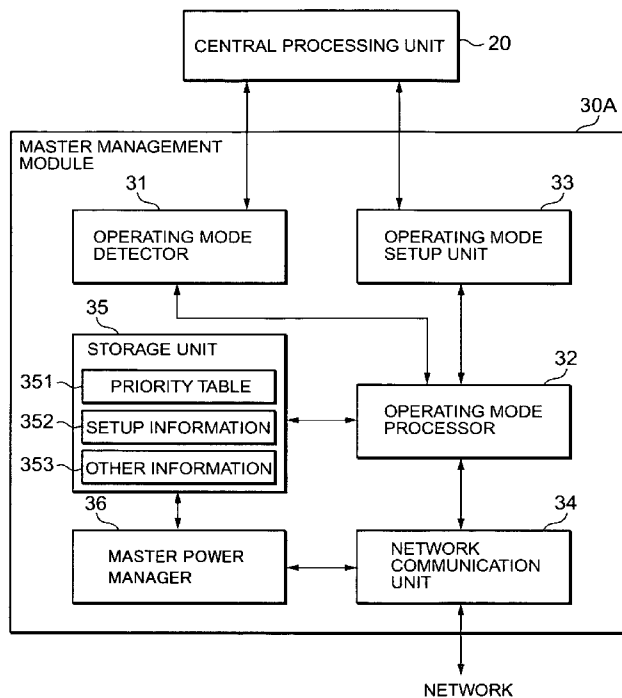 CENTRAL PROCESSING UNIT
20
30A
MASTER MANAGEMENT
MODULE
31
33
OPERATING MODE
DETECTOR
OPERATING MODE
SETUP UNIT
35
STORAGE UNIT
32
351
PRIORITY TABLE
352
SETUP INFORMATION
OPERATING MODE
PROCESSOR
353
OTHER INFORMATION
36
34
MASTER POWER
MANAGER
NETWORK
COMMUNICATION
UNIT
NETWORK